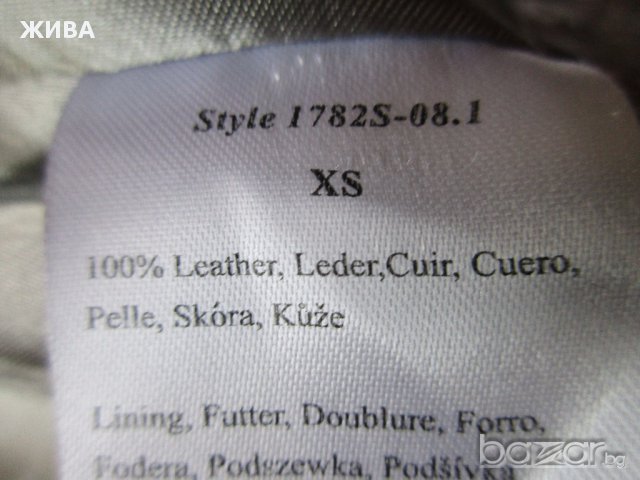 ЖИВА
Style 1782S-08.1
XS
100% Leather, Leder,Cuir, Cuero,
Pelle, Skóra, Kůže
Lining, Futter, Doublure, Forro,
Fodera, Podszewka, Podšívka
bazar.bg